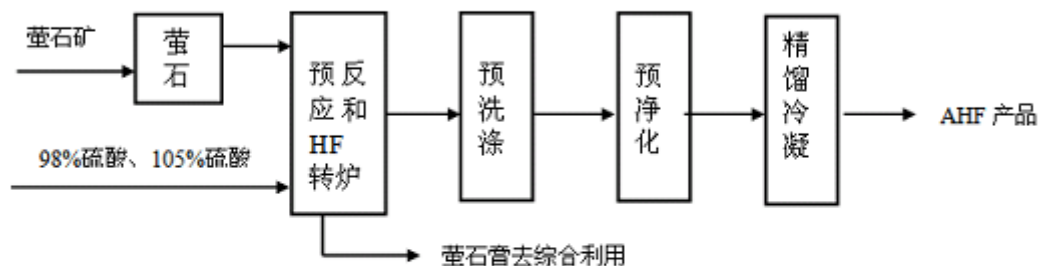 萤石矿
萤
石
预反
应和
HF
转炉
预
洗
涤
预
净
化
精
馏
冷
凝
AHF 产品
98%硫酸、105%硫酸
萤石膏去综合利用